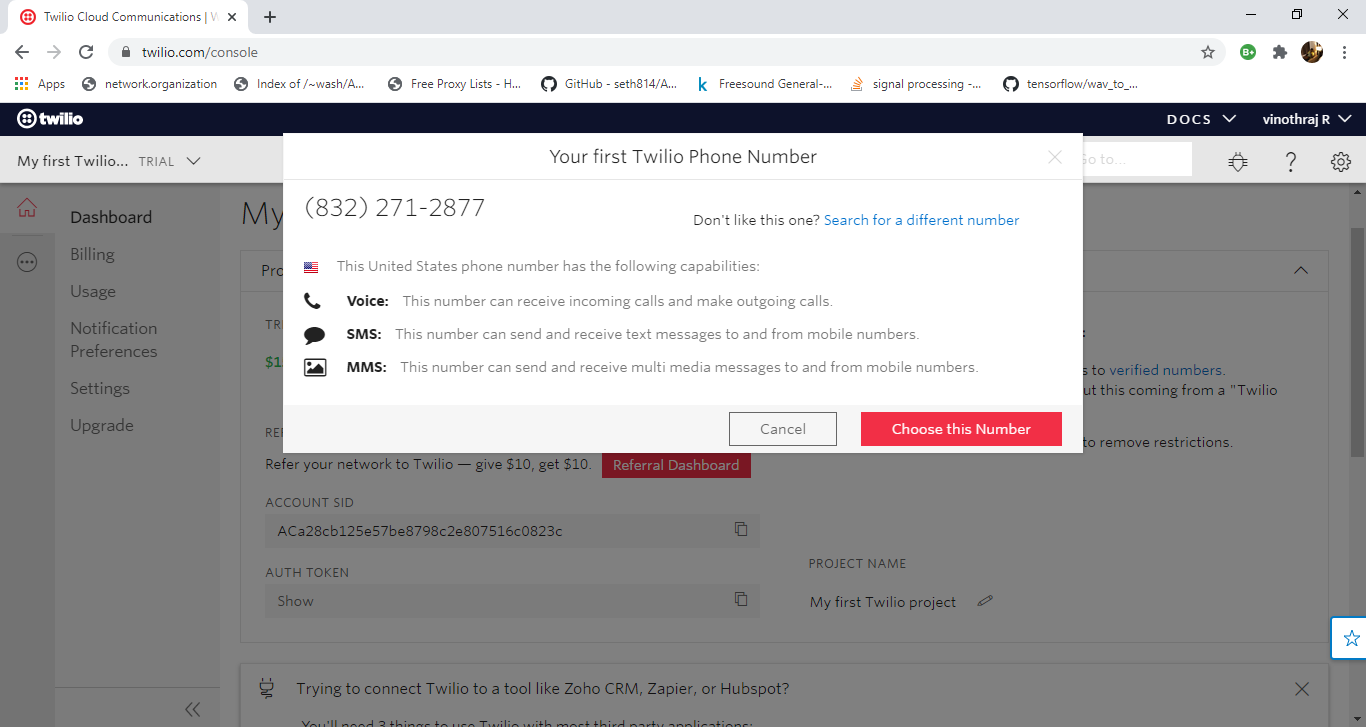 Twilio Cloud Communications | W
twilio.com/console
Apps network.organization Index of /~wash/A... Free Proxy Lists - H... GitHub - seth814/A... Freesound General-... signal processing -... tensorflow/wav_to_...
twilio DOCS vinothraj R
My first Twilio... TRIAL Go to...
Your first Twilio Phone Number
(832) 271-2877
Don't like this one? Search for a different number
This United States phone number has the following capabilities:
Voice: This number can receive incoming calls and make outgoing calls.
SMS: This number can send and receive text messages to and from mobile numbers.
MMS: This number can send and receive multi media messages to and from mobile numbers.
Cancel Choose this Number
Dashboard
Billing
Usage
Notification
Preferences
Settings
Upgrade
My
Pro
TRI
$1
s to verified numbers.
ut this coming from a "Twilio
REF
to remove restrictions.
Refer your network to Twilio — give $10, get $10. Referral Dashboard
ACCOUNT SID
ACa28cb125e57be8798c2e807516c0823c
AUTH TOKEN
Show
PROJECT NAME
My first Twilio project
Trying to connect Twilio to a tool like Zoho CRM, Zapier, or Hubspot?
You'll need 3 things to use Twilio with most third party applications: